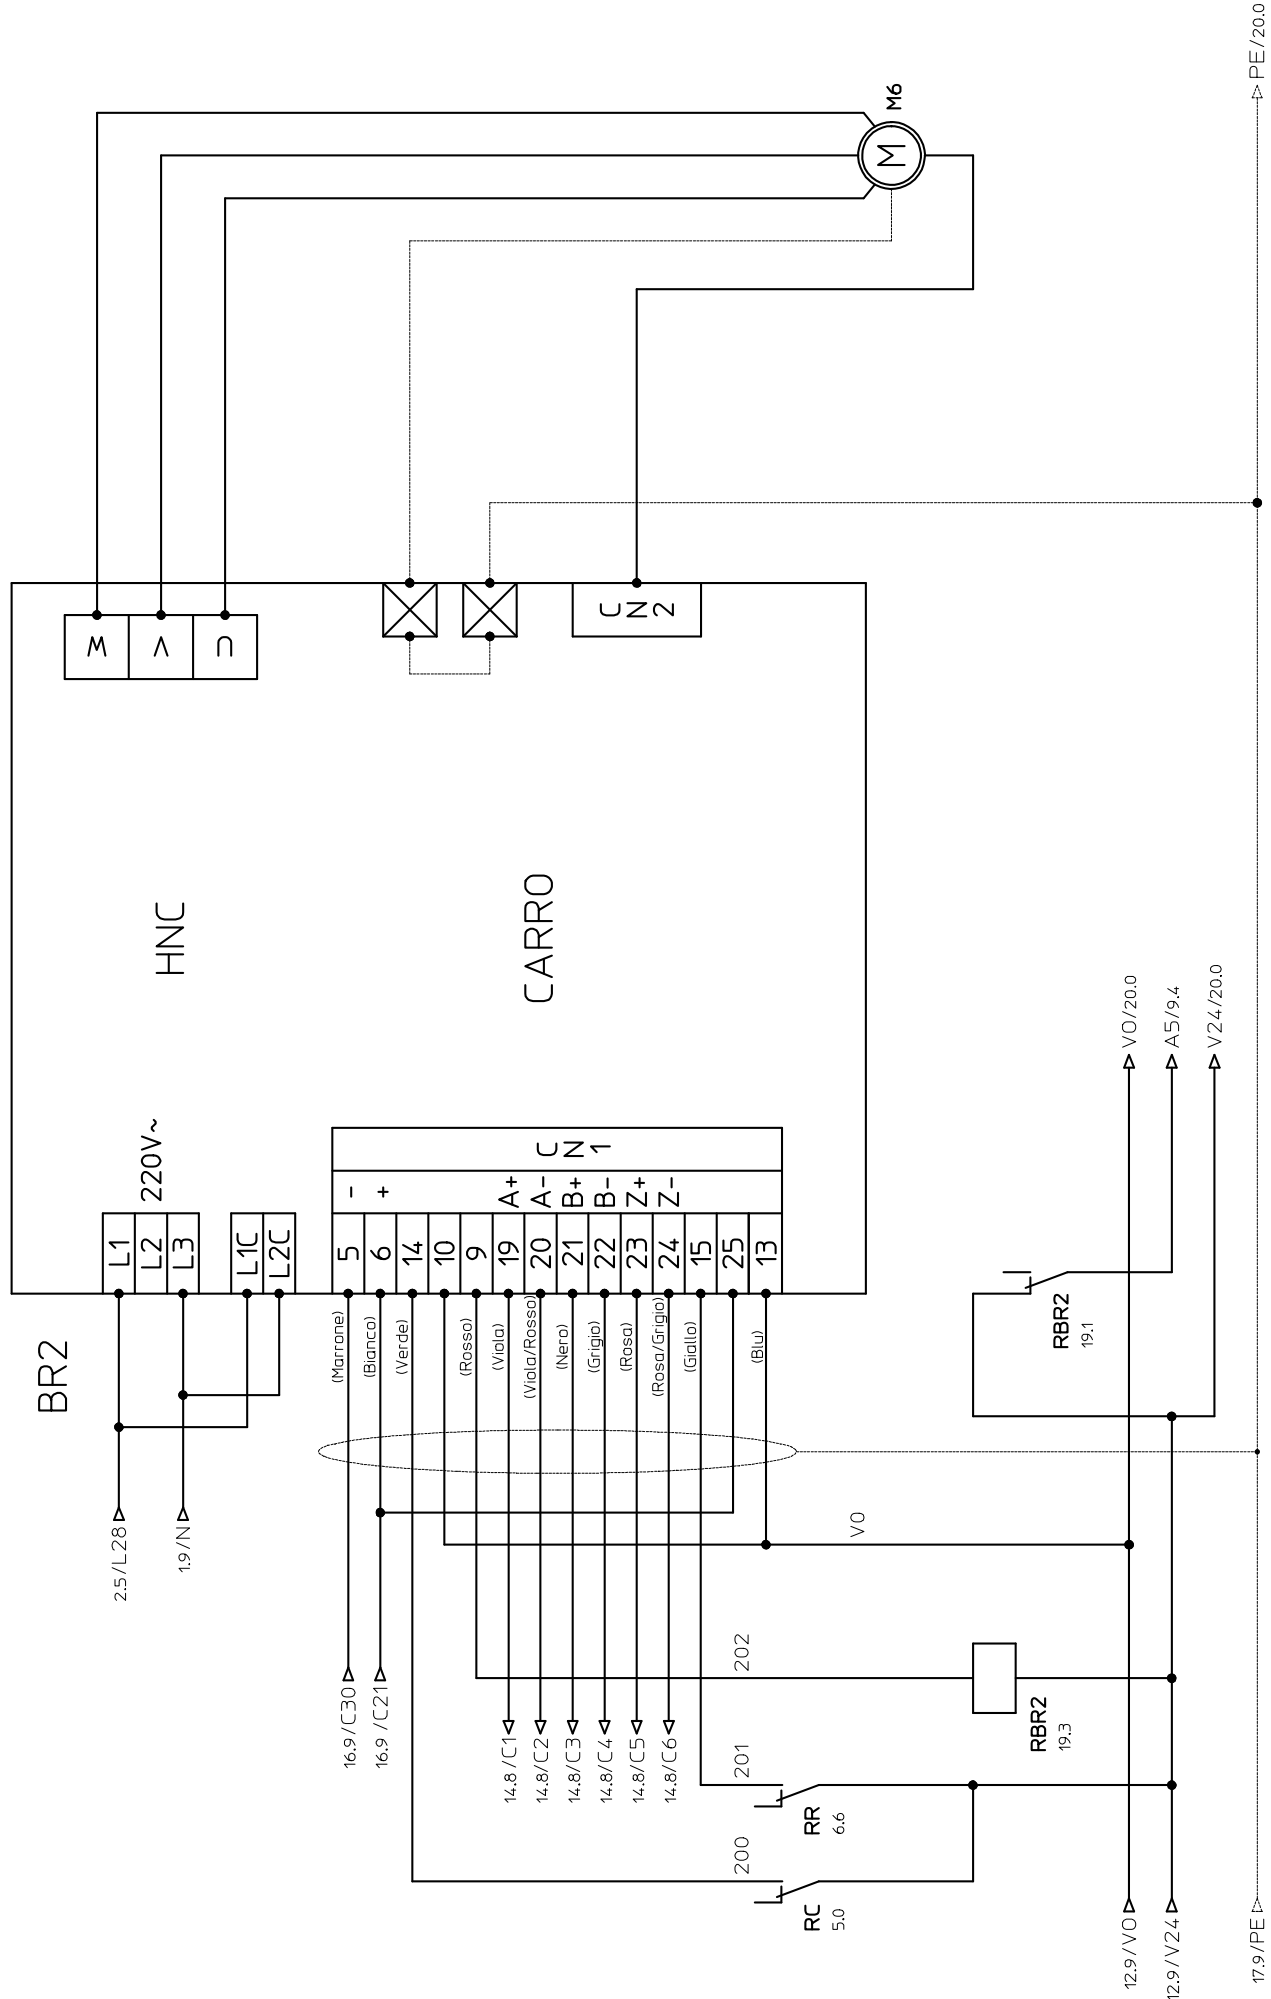 BR2
HNC
CARRO
2.5/L28
1.9/N
L1
L2
L3
220V~
L1C
L2C
W
V
U
M
M6
PE/20.0
CN2
CN1
16.9/C30
(Marrone)
5
-
16.9 /C21
(Bianco)
6
+
(Verde)
14
10
(Rosso)
9
14.8 /C1
(Viola)
19
A+
14.8/C2
(Viola/Rosso)
20
A-
14.8/C3
(Nero)
21
B+
14.8/C4
(Grigio)
22
B-
14.8/C5
(Rosa)
23
Z+
14.8/C6
(Rosa/Grigio)
24
Z-
(Giallo)
15
25
(Blu)
13
200
201
202
V0
RC
5.0
RR
6.6
RBR2
19.3
RBR2
19.1
12.9/V0
V0/20.0
A5/9.4
12.9/V24
V24/20.0
17.9/PE